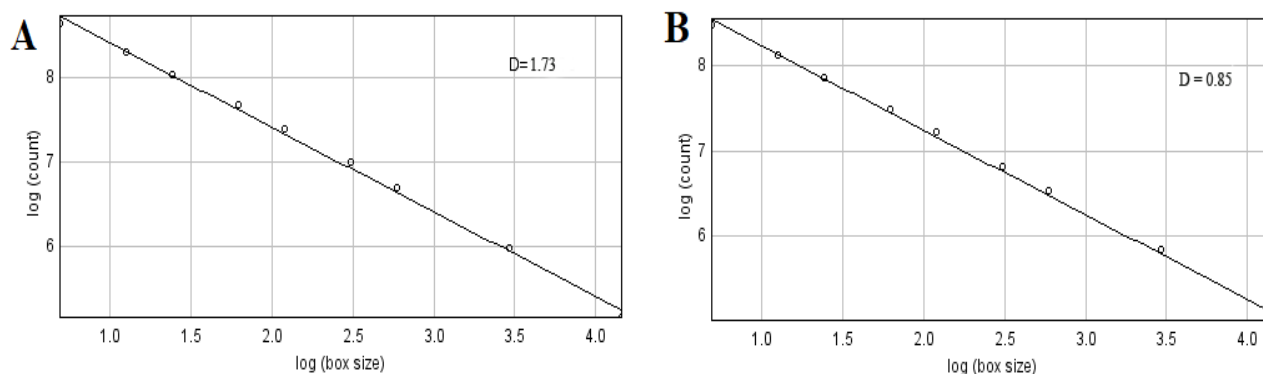 A
D=1.73
8
7
6
log (count)
1.0 1.5 2.0 2.5 3.0 3.5 4.0
log (box size)
B
D = 0.85
8
7
6
log (count)
1.0 1.5 2.0 2.5 3.0 3.5 4.0
log (box size)